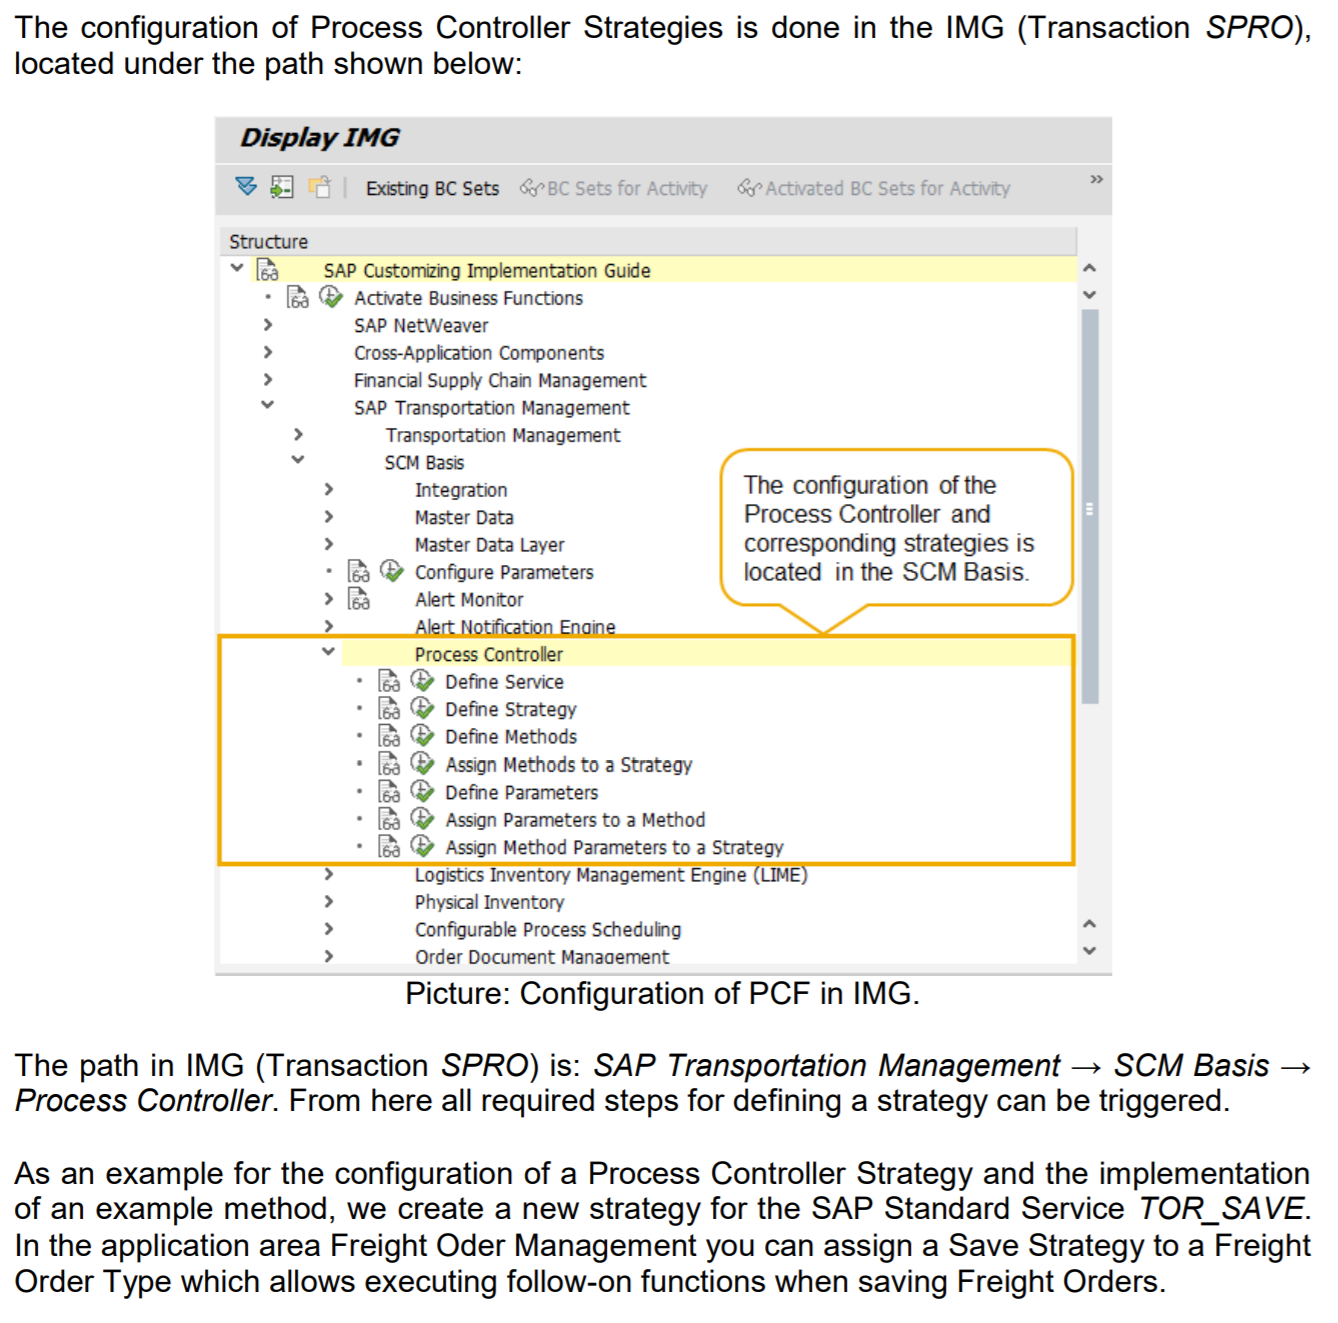 The configuration of Process Controller Strategies is done in the IMG (Transaction SPRO),
located under the path shown below:
Display IMG
Existing BC Sets BC Sets for Activity Activated BC Sets for Activity »
Structure
SAP Customizing Implementation Guide
Activate Business Functions
SAP NetWeaver
Cross-Application Components
Financial Supply Chain Management
SAP Transportation Management
Transportation Management
SCM Basis
Integration
Master Data
Master Data Layer
Configure Parameters
Alert Monitor
Alert Notification Engine
The configuration of the
Process Controller and
corresponding strategies is
located in the SCM Basis.
Process Controller
Define Service
Define Strategy
Define Methods
Assign Methods to a Strategy
Define Parameters
Assign Parameters to a Method
Assign Method Parameters to a Strategy
Logistics Inventory Management Engine (LIME)
Physical Inventory
Configurable Process Scheduling
Order Document Management
Picture: Configuration of PCF in IMG.
The path in IMG (Transaction SPRO) is: SAP Transportation Management → SCM Basis →
Process Controller. From here all required steps for defining a strategy can be triggered.
As an example for the configuration of a Process Controller Strategy and the implementation
of an example method, we create a new strategy for the SAP Standard Service TOR_SAVE.
In the application area Freight Oder Management you can assign a Save Strategy to a Freight
Order Type which allows executing follow-on functions when saving Freight Orders.